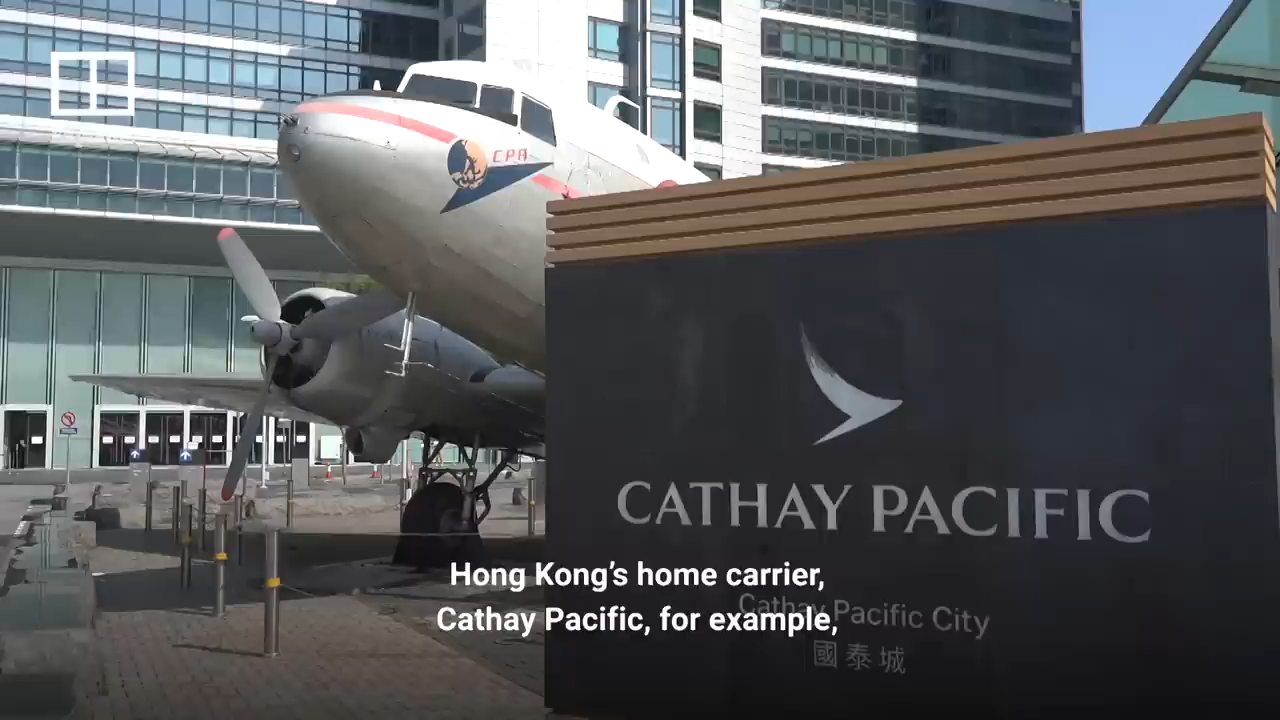 CPA
CATHAY PACIFIC
Hong Kong's home carrier,
Cathay Pacific, for example,
Cathay Pacific City
國泰城